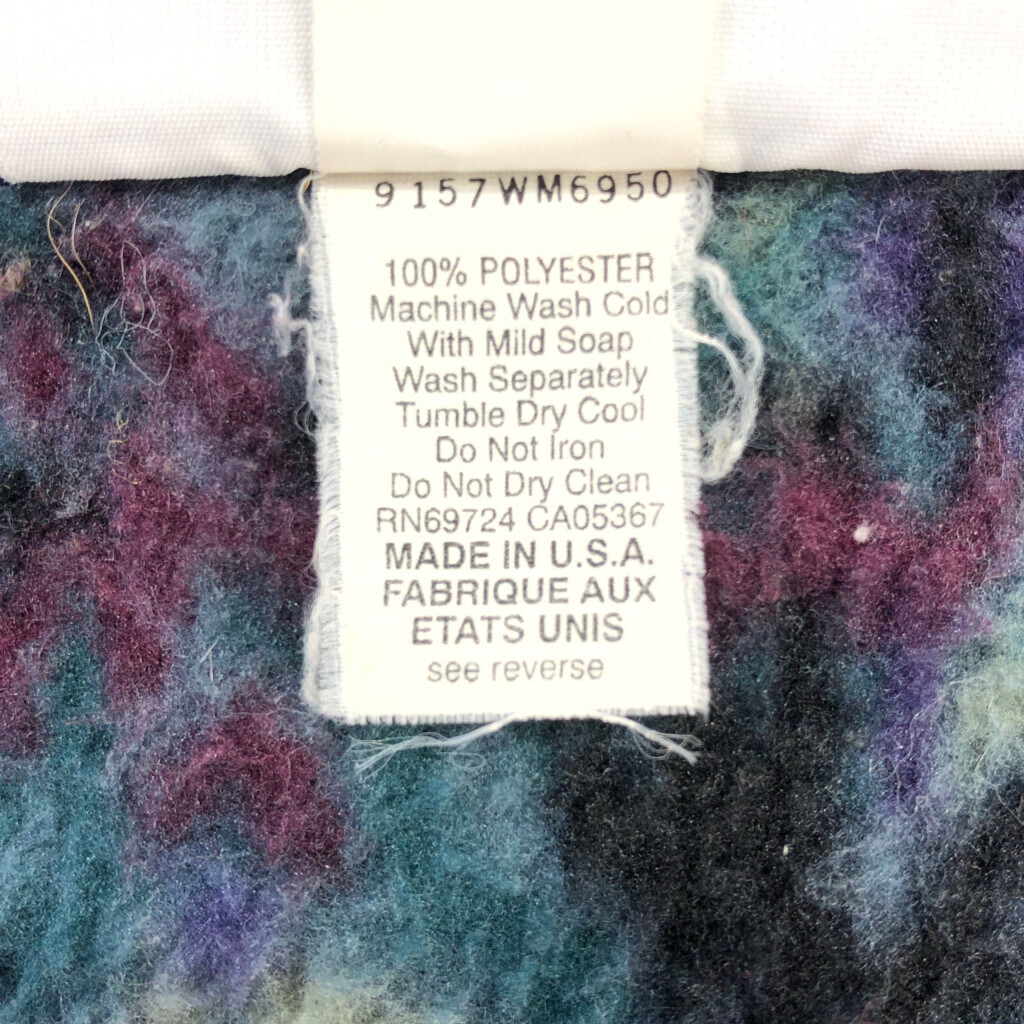 9157WM6950
100% POLYESTER
Machine Wash Cold
With Mild Soap
Wash Separately
Tumble Dry Cool
Do Not Iron
Do Not Dry Clean
RN69724 CA05367
MADE IN U.S.A.
FABRIQUE AUX
ETATS UNIS
see reverse